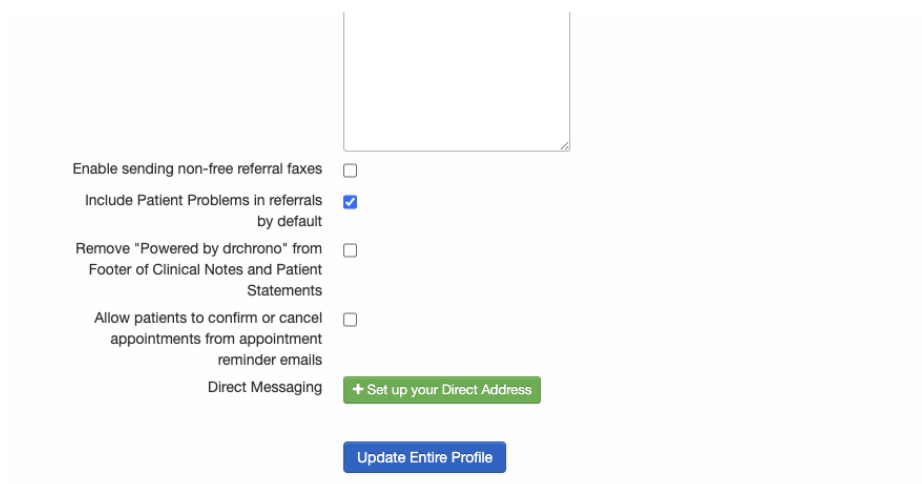 Enable sending non-free referral faxes
Include Patient Problems in referrals
by default
Remove "Powered by drchrono" from
Footer of Clinical Notes and Patient
Statements
Allow patients to confirm or cancel
appointments from appointment
reminder emails
Direct Messaging
+ Set up your Direct Address
Update Entire Profile